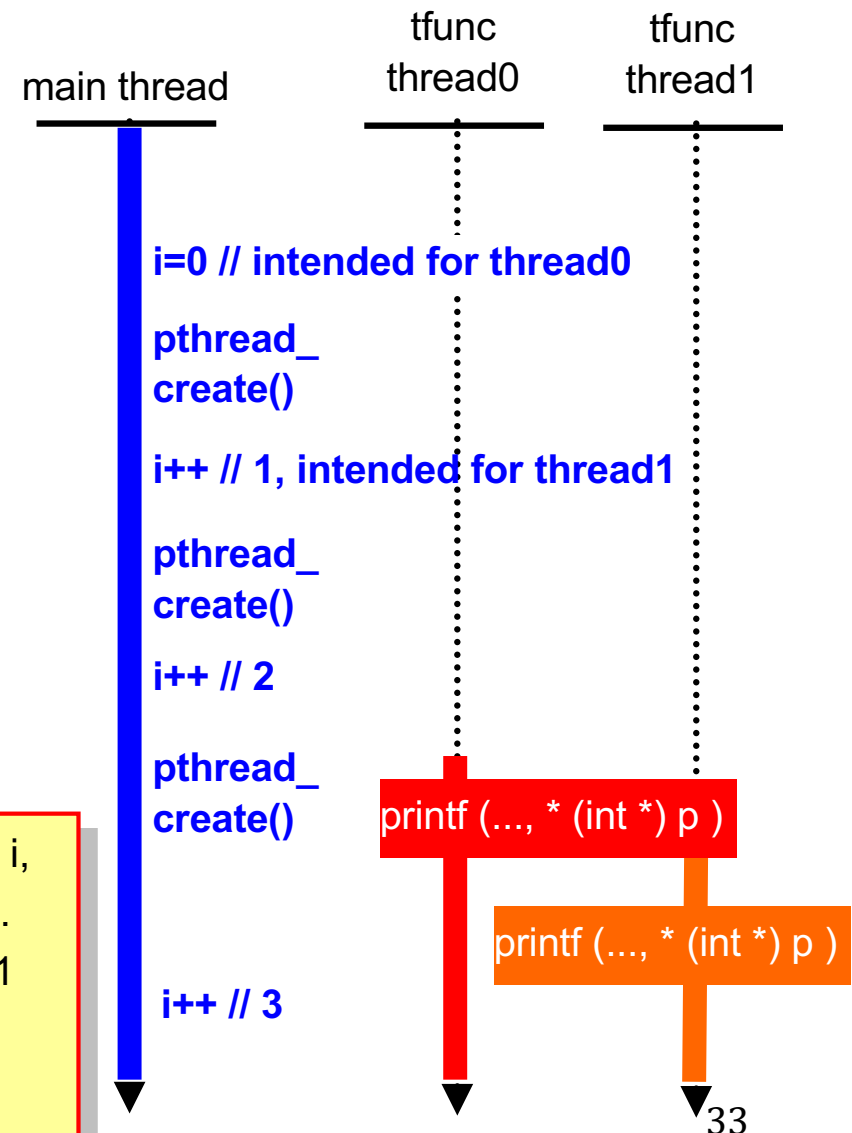 main thread
tfunc
thread0
tfunc
thread1
i=0 // intended for thread0
pthread_
create()
i++ // 1, intended for thread1
pthread_
create()
i++ // 2
pthread_
create()
printf (..., * (int *) p )
printf (..., * (int *) p )
i++ // 3
i,
.
1
33